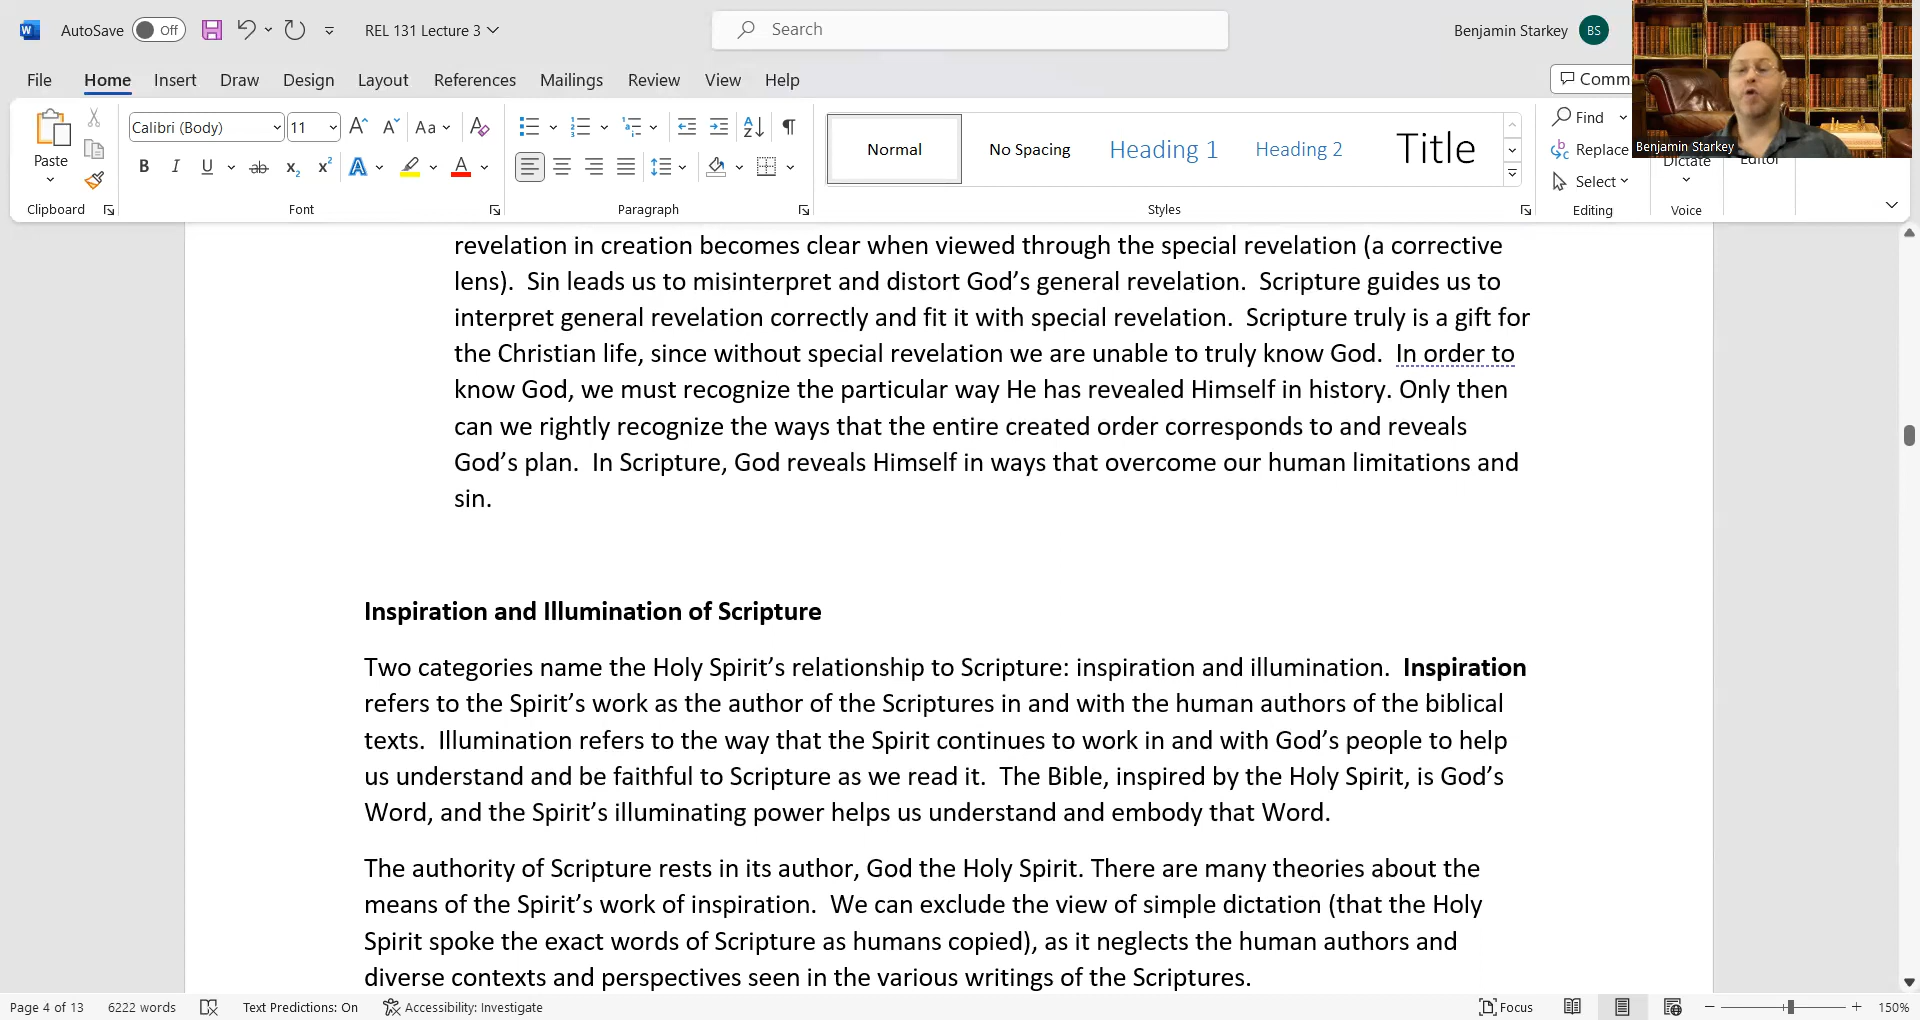 AutoSave Off REL 131 Lecture 3 Search Benjamin Starkey BS
File Home Insert Draw Design Layout References Mailings Review View Help Comm
Calibri (Body) 11 Aa Normal No Spacing Heading 1 Heading 2 Title Find
Paste B I U ab x2 x2 A A Replace Benjamin Starkey
Dictate Editor
Select
Clipboard Font Paragraph Styles Editing Voice
revelation in creation becomes clear when viewed through the special revelation (a corrective
lens).  Sin leads us to misinterpret and distort God’s general revelation.  Scripture guides us to
interpret general revelation correctly and fit it with special revelation.  Scripture truly is a gift for
the Christian life, since without special revelation we are unable to truly know God.  In order to
know God, we must recognize the particular way He has revealed Himself in history. Only then
can we rightly recognize the ways that the entire created order corresponds to and reveals
God’s plan.  In Scripture, God reveals Himself in ways that overcome our human limitations and
sin.
Inspiration and Illumination of Scripture
Two categories name the Holy Spirit’s relationship to Scripture: inspiration and illumination.  Inspiration
refers to the Spirit’s work as the author of the Scriptures in and with the human authors of the biblical
texts.  Illumination refers to the way that the Spirit continues to work in and with God’s people to help
us understand and be faithful to Scripture as we read it.  The Bible, inspired by the Holy Spirit, is God’s
Word, and the Spirit’s illuminating power helps us understand and embody that Word.
The authority of Scripture rests in its author, God the Holy Spirit. There are many theories about the
means of the Spirit’s work of inspiration.  We can exclude the view of simple dictation (that the Holy
Spirit spoke the exact words of Scripture as humans copied), as it neglects the human authors and
diverse contexts and perspectives seen in the various writings of the Scriptures.
Page 4 of 13 6222 words Text Predictions: On Accessibility: Investigate Focus 150%